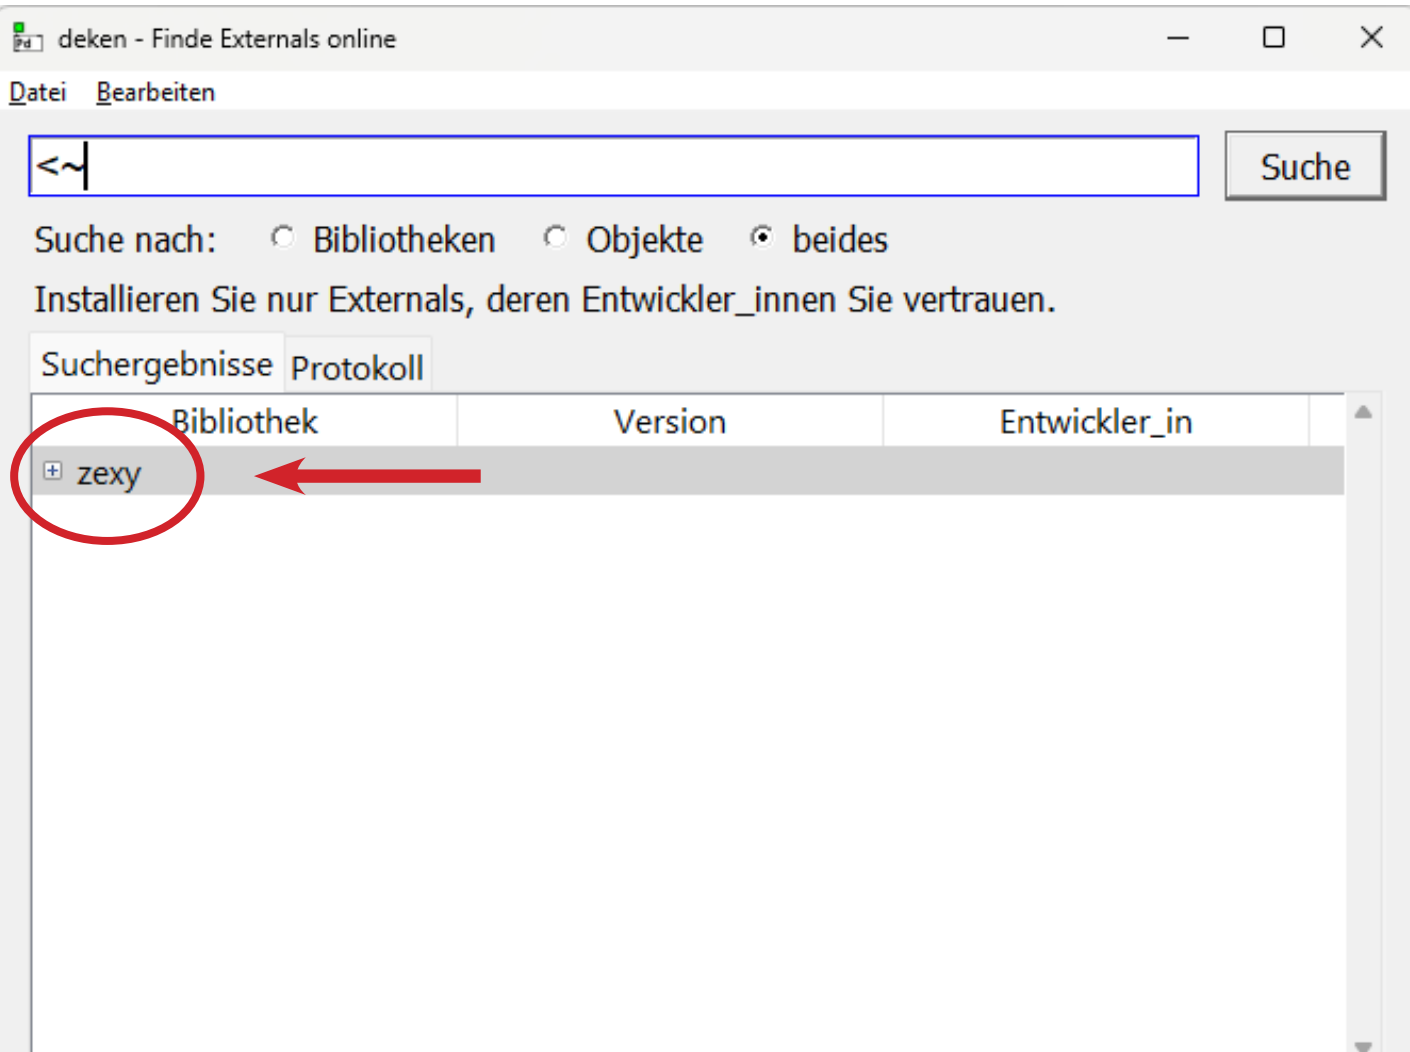 deken - Finde Externals online
Datei Bearbeiten
<~ Suche
Suche nach: Bibliotheken Objekte beides
Installieren Sie nur Externals, deren Entwickler_innen Sie vertrauen.
Suchergebnisse Protokoll
Bibliothek Version Entwickler_in
zexy